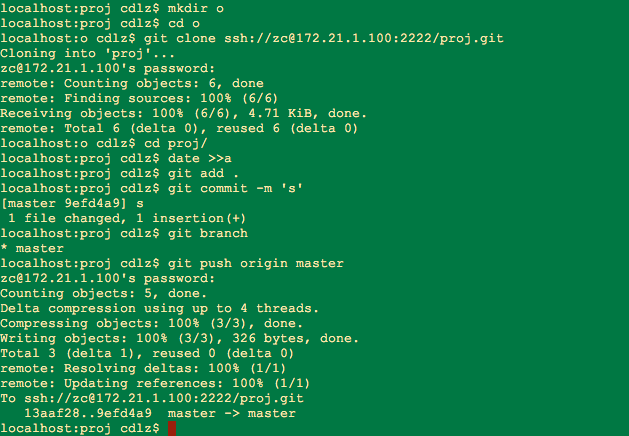 localhost:proj cdlz$ mkdir o
localhost:proj cdlz$ cd o
localhost:o cdlz$ git clone ssh://zc@172.21.1.100:2222/proj.git
Cloning into 'proj'...
zc@172.21.1.100's password:
remote: Counting objects: 6, done
remote: Finding sources: 100% (6/6)
Receiving objects: 100% (6/6), 4.71 KiB, done.
remote: Total 6 (delta 0), reused 6 (delta 0)
localhost:o cdlz$ cd proj/
localhost:proj cdlz$ date >>a
localhost:proj cdlz$ git add .
localhost:proj cdlz$ git commit -m 's'
[master 9efd4a9] s
 1 file changed, 1 insertion(+)
localhost:proj cdlz$ git branch
* master
localhost:proj cdlz$ git push origin master
zc@172.21.1.100's password:
Counting objects: 5, done.
Delta compression using up to 4 threads.
Compressing objects: 100% (3/3), done.
Writing objects: 100% (3/3), 326 bytes, done.
Total 3 (delta 1), reused 0 (delta 0)
remote: Resolving deltas: 100% (1/1)
remote: Updating references: 100% (1/1)
To ssh://zc@172.21.1.100:2222/proj.git
   13aaf28..9efd4a9  master -> master
localhost:proj cdlz$